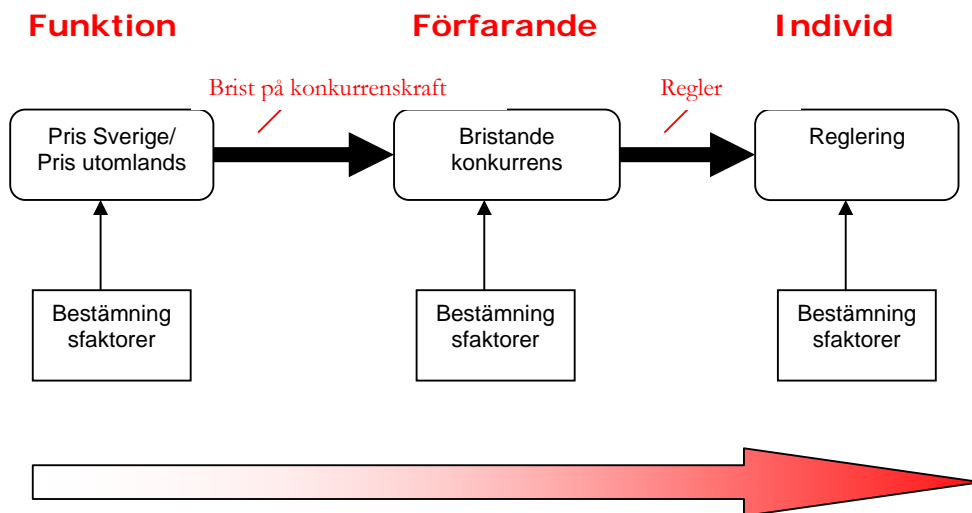 Funktion
Förfarande
Individ
Brist på konkurrenskraft
Regler
Pris Sverige/
Pris utomlands
Bristande
konkurrens
Reglering
Bestämning
sfaktorer
Bestämning
sfaktorer
Bestämning
sfaktorer